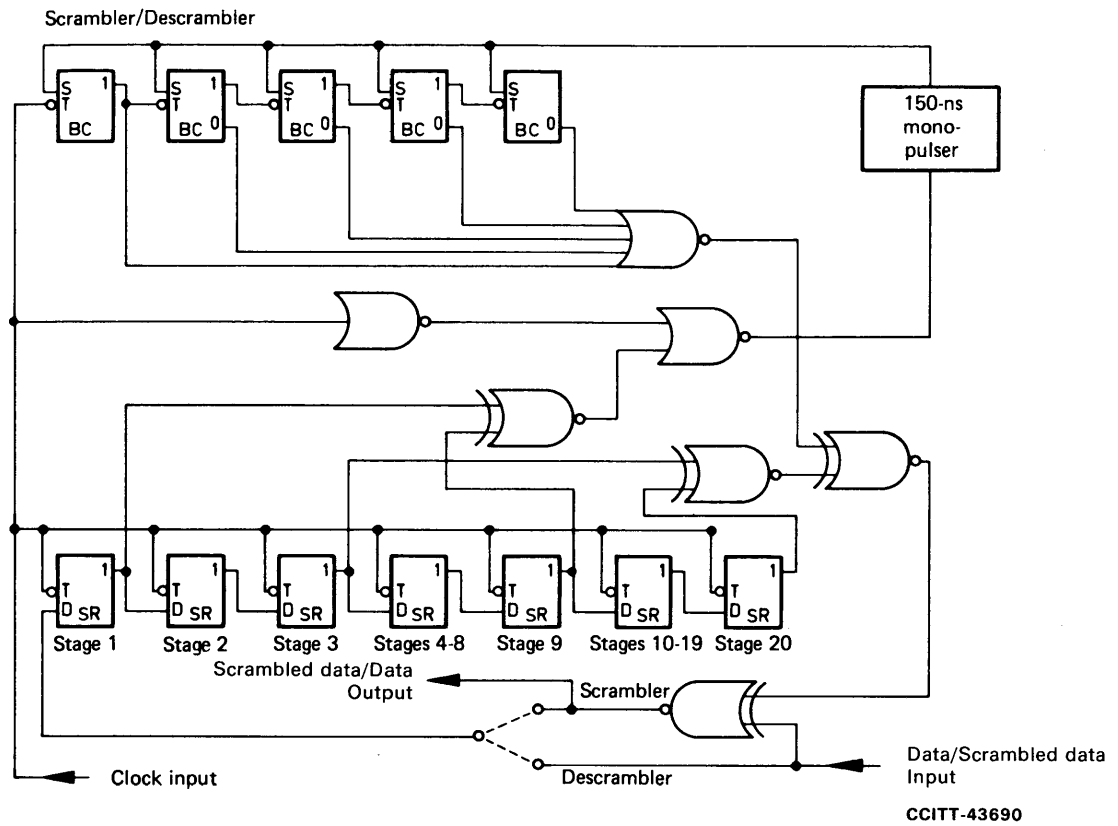 Scrambler/Descrambler
S 1 S 1 S 1 S 1 S
T T T T T
BC BC 0 BC 0 BC 0 BC 0
150-ns
mono-
pulser
1 1 1 1 1 1 1
T T T T T T T
D SR D SR D SR D SR D SR D SR D SR
Stage 1 Stage 2 Stage 3 Stages 4-8 Stage 9 Stages 10-19 Stage 20
Scrambled data/Data
Output
Scrambler
Descrambler
Clock input
Data/Scrambled data
Input
CCITT-43690